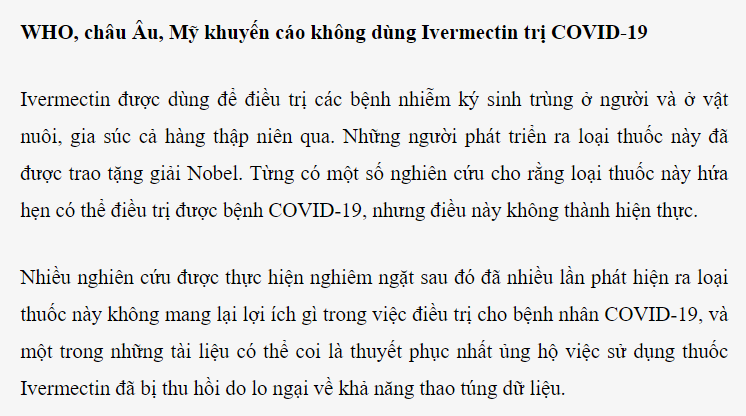 WHO, châu Âu, Mỹ khuyến cáo không dùng Ivermectin trị COVID-19
Ivermectin được dùng để điều trị các bệnh nhiễm ký sinh trùng ở người và ở vật
nuôi, gia súc cả hàng thập niên qua. Những người phát triển ra loại thuốc này đã
được trao tặng giải Nobel. Từng có một số nghiên cứu cho rằng loại thuốc này hứa
hẹn có thể điều trị được bệnh COVID-19, nhưng điều này không thành hiện thực.
Nhiều nghiên cứu được thực hiện nghiêm ngặt sau đó đã nhiều lần phát hiện ra loại
thuốc này không mang lại lợi ích gì trong việc điều trị cho bệnh nhân COVID-19, và
một trong những tài liệu có thể coi là thuyết phục nhất ủng hộ việc sử dụng thuốc
Ivermectin đã bị thu hồi do lo ngại về khả năng thao túng dữ liệu.